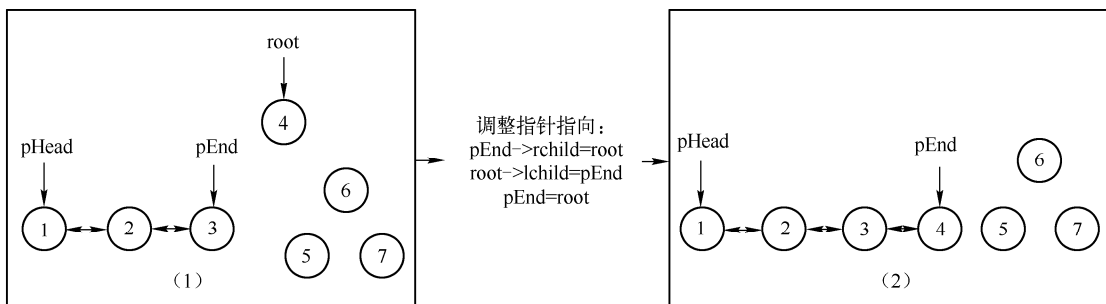 root
4
pHead
pEnd
6
1
2
3
5
7
（1）
调整指针指向：
pEnd->rchild=root
root->lchild=pEnd
pEnd=root
pHead
pEnd
6
1
2
3
4
5
7
（2）